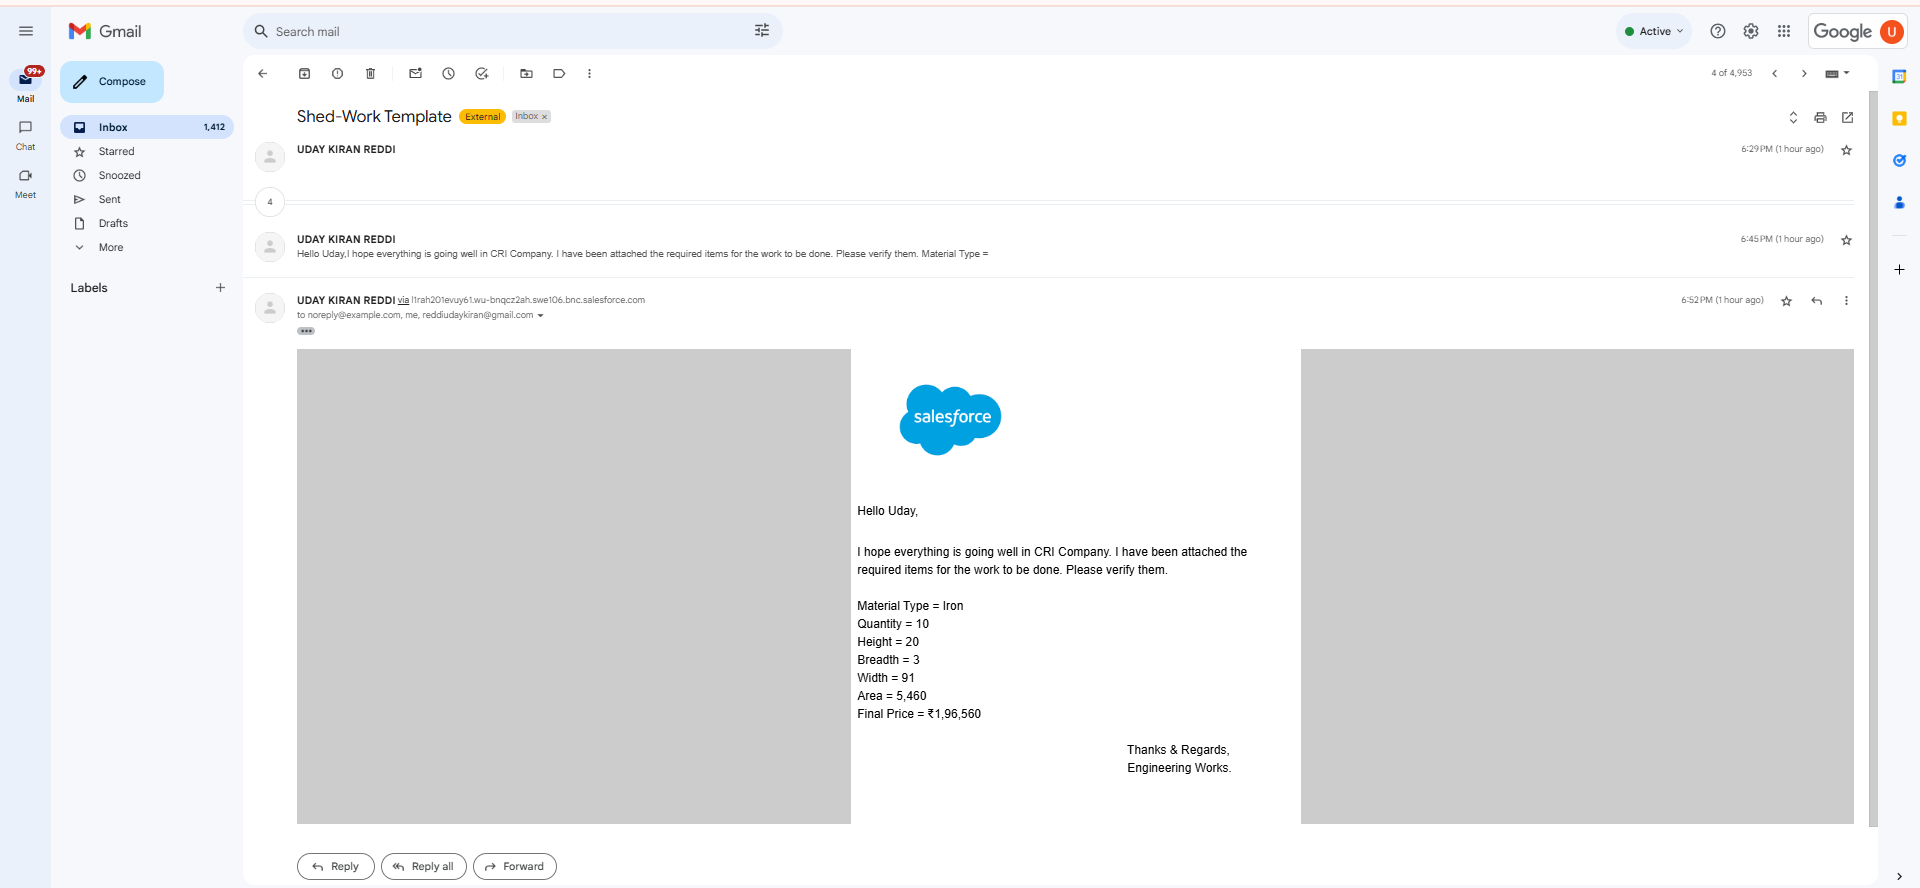 Gmail
Search mail
Active
Google
U
99+
Mail
Compose
4 of 4,953
Chat
Inbox 1,412
Shed-Work Template External Inbox ×
Starred
UDAY KIRAN REDDI 6:29 PM (1 hour ago)
Meet
Snoozed
Sent
4
Drafts
More
UDAY KIRAN REDDI 6:45 PM (1 hour ago)
Hello Uday,I hope everything is going well in CRI Company. I have been attached the required items for the work to be done. Please verify them. Material Type =
Labels
UDAY KIRAN REDDI via l1rah201evuy61.wu-bnqcz2ah.swe106.bnc.salesforce.com 6:52 PM (1 hour ago)
to noreply@example.com, me, reddiudaykiran@gmail.com
salesforce
Hello Uday,
I hope everything is going well in CRI Company. I have been attached the
required items for the work to be done. Please verify them.
Material Type = Iron
Quantity = 10
Height = 20
Breadth = 3
Width = 91
Area = 5,460
Final Price = ₹1,96,560
Thanks & Regards,
Engineering Works.
Reply
Reply all
Forward